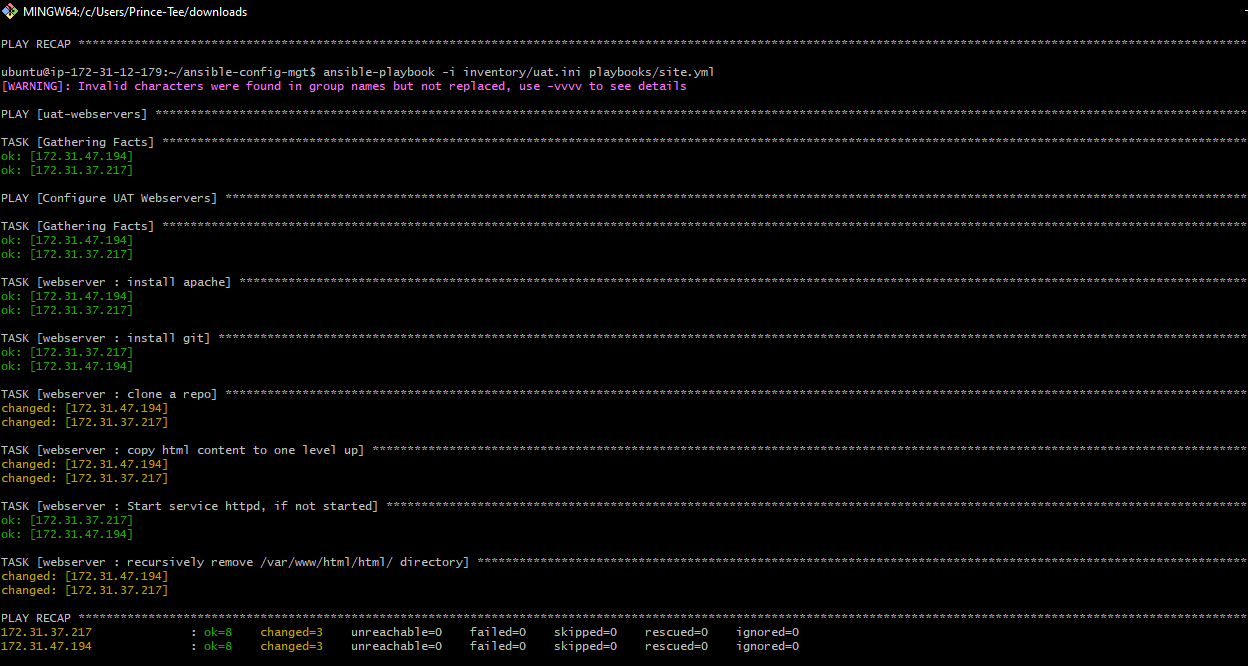 MINGW64:/c/Users/Prince-Tee/downloads
PLAY RECAP ***********************************************************************************************************************************************************************
ubuntu@ip-172-31-12-179:~/ansible-config-mgt$ ansible-playbook -i inventory/uat.ini playbooks/site.yml
[WARNING]: Invalid characters were found in group names but not replaced, use -vvvv to see details
PLAY [uat-webservers] ************************************************************************************************************************************************************
TASK [Gathering Facts] ***********************************************************************************************************************************************************
ok: [172.31.47.194]
ok: [172.31.37.217]
PLAY [Configure UAT Webservers] **************************************************************************************************************************************************
TASK [Gathering Facts] ***********************************************************************************************************************************************************
ok: [172.31.47.194]
ok: [172.31.37.217]
TASK [webserver : install apache] ************************************************************************************************************************************************
ok: [172.31.47.194]
ok: [172.31.37.217]
TASK [webserver : install git] ***************************************************************************************************************************************************
ok: [172.31.37.217]
ok: [172.31.47.194]
TASK [webserver : clone a repo] **************************************************************************************************************************************************
changed: [172.31.47.194]
changed: [172.31.37.217]
TASK [webserver : copy html content to one level up] *****************************************************************************************************************************
changed: [172.31.47.194]
changed: [172.31.37.217]
TASK [webserver : Start service httpd, if not started] ***************************************************************************************************************************
ok: [172.31.37.217]
ok: [172.31.47.194]
TASK [webserver : recursively remove /var/www/html/html/ directory] **************************************************************************************************************
changed: [172.31.47.194]
changed: [172.31.37.217]
PLAY RECAP ***********************************************************************************************************************************************************************
172.31.37.217              : ok=8    changed=3    unreachable=0    failed=0    skipped=0    rescued=0    ignored=0
172.31.47.194              : ok=8    changed=3    unreachable=0    failed=0    skipped=0    rescued=0    ignored=0